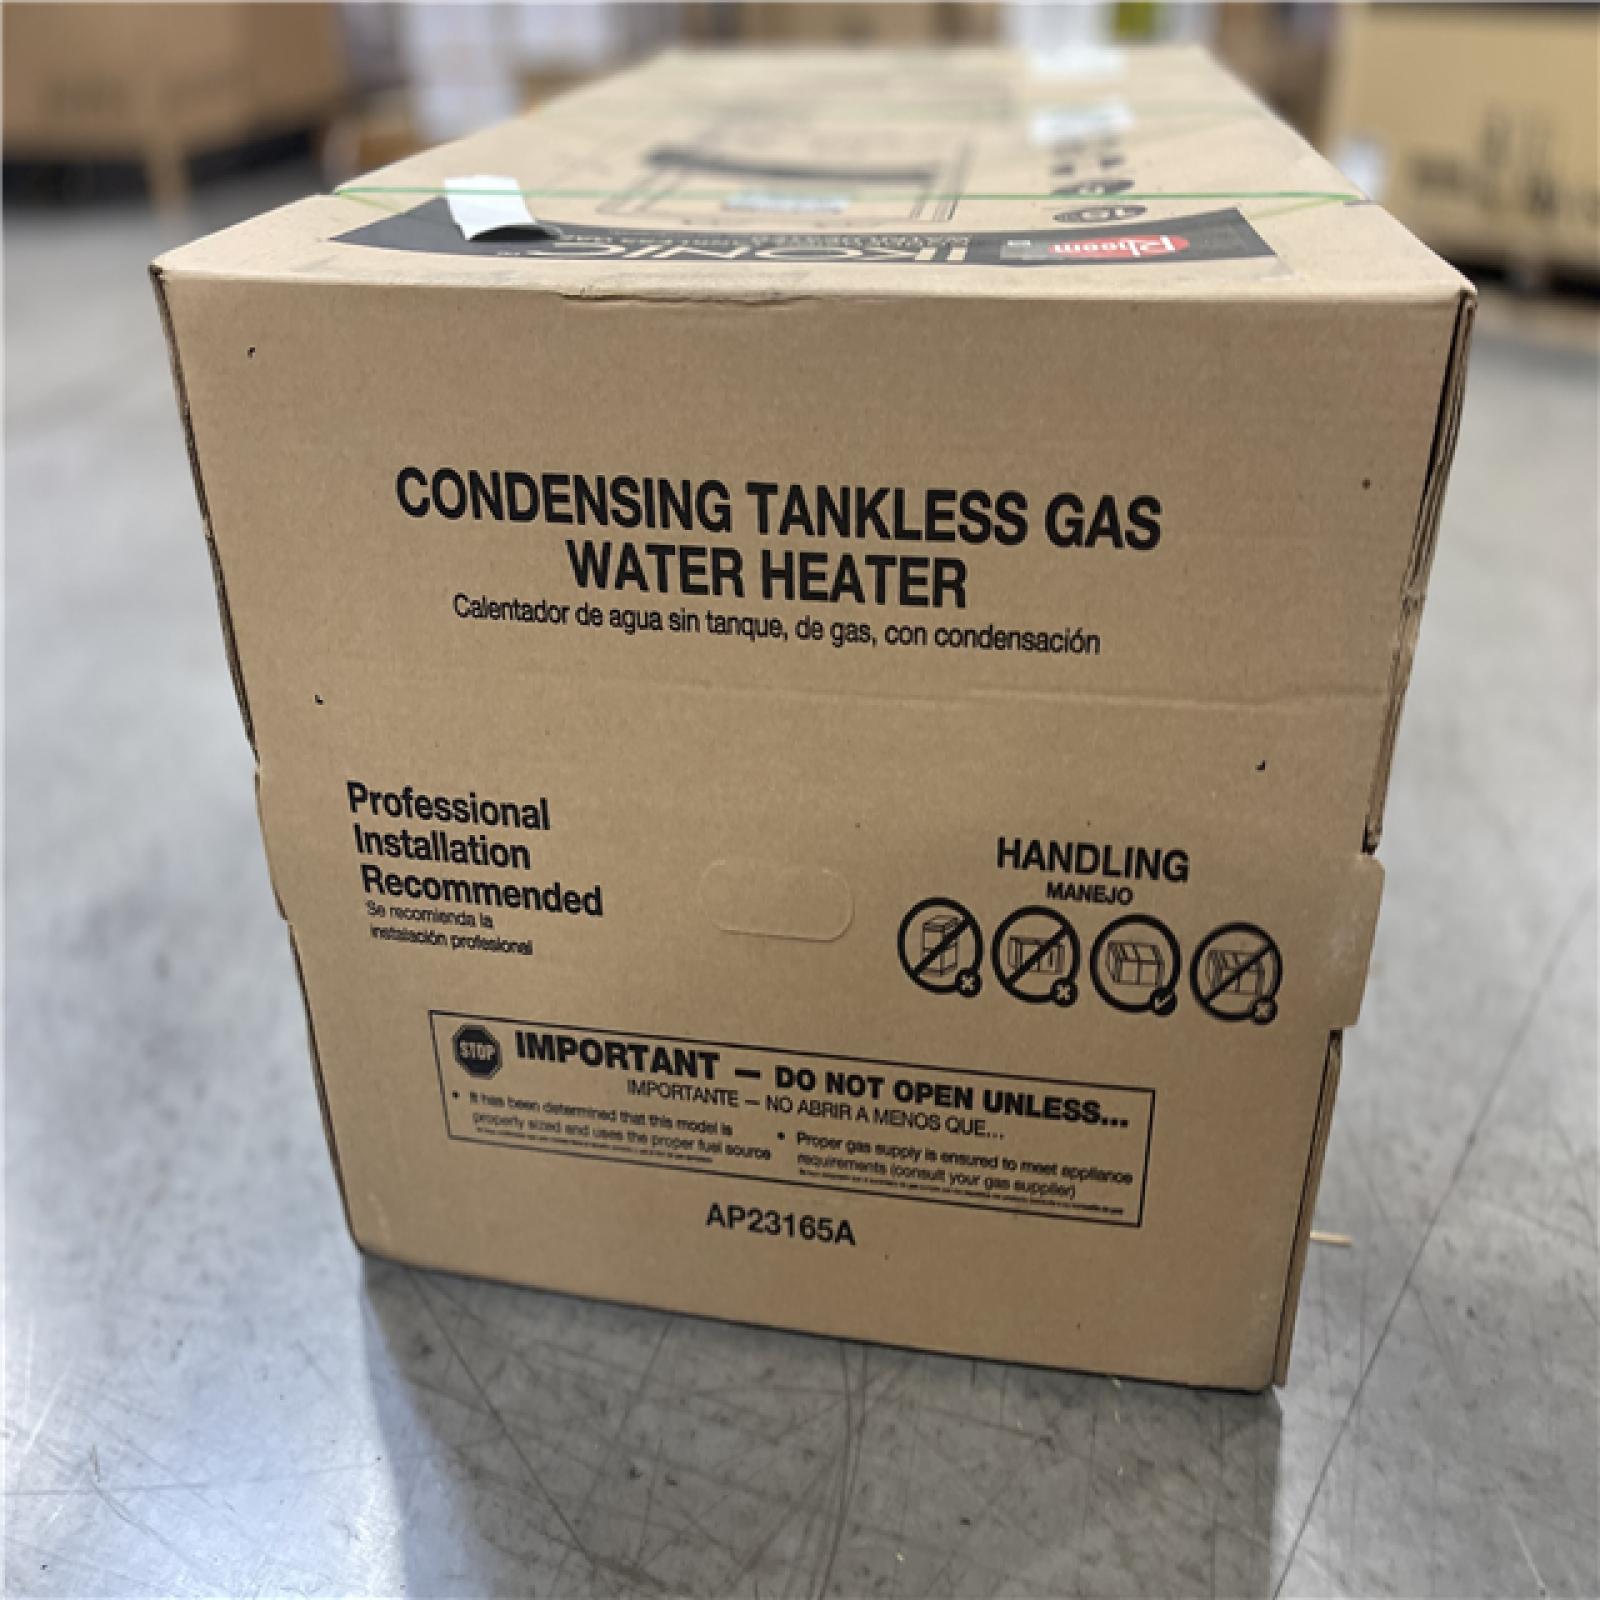 IKONIC
Rheem
CONDENSING TANKLESS GAS
WATER HEATER
Calentador de agua sin tanque, de gas, con condensación
Professional
Installation
Recommended
Se recomienda la
instalación profesional
HANDLING
MANEJO
STOP
IMPORTANT — DO NOT OPEN UNLESS...
IMPORTANTE — NO ABRIR A MENOS QUE...
• It has been determined that this model is
properly sized and uses the proper fuel source
• Proper gas supply is ensured to meet appliance
requirements (consult your gas supplier)
AP23165A